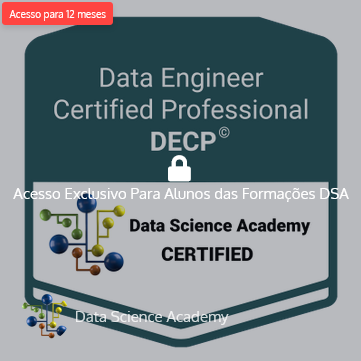 Acesso para 12 meses
Data Engineer
Certified Professional
DECP©
Acesso Exclusivo Para Alunos das Formações DSA
Data Science Academy
CERTIFIED
Data Science Academy